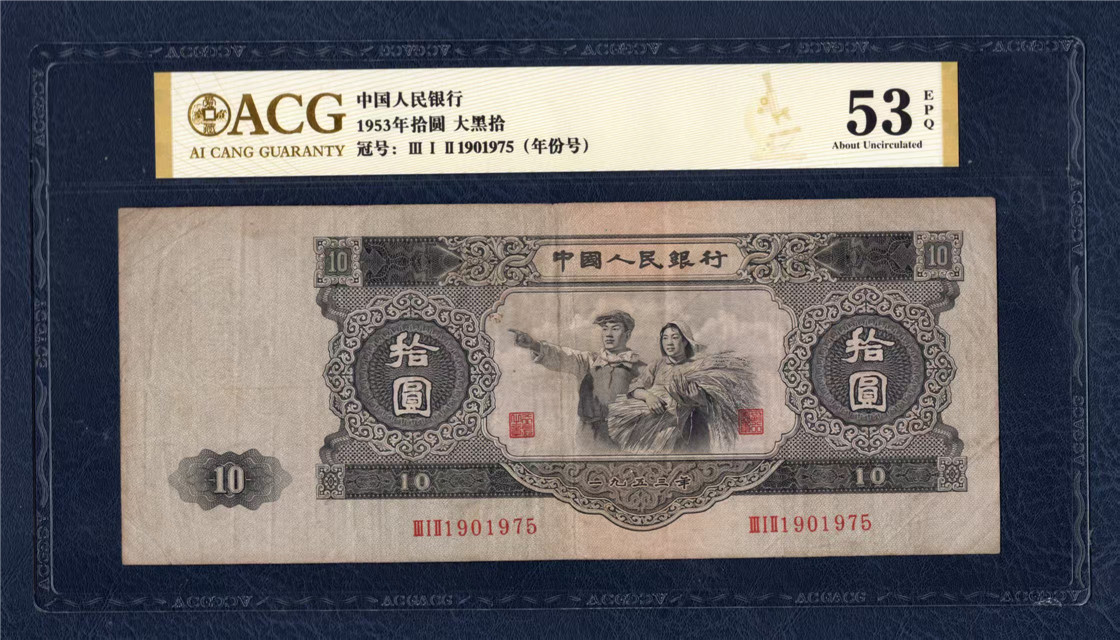 ACG
AI CANG GUARANTY
中国人民银行
1953年拾圆 大黑拾
冠号：Ⅲ Ⅰ Ⅱ 1901975（年份号）
53
EPQ
About Uncirculated
中國人民銀行
10
10
拾圓
拾圓
10
10
10
一九五三年
ⅢⅠⅡ1901975
ⅢⅠⅡ1901975